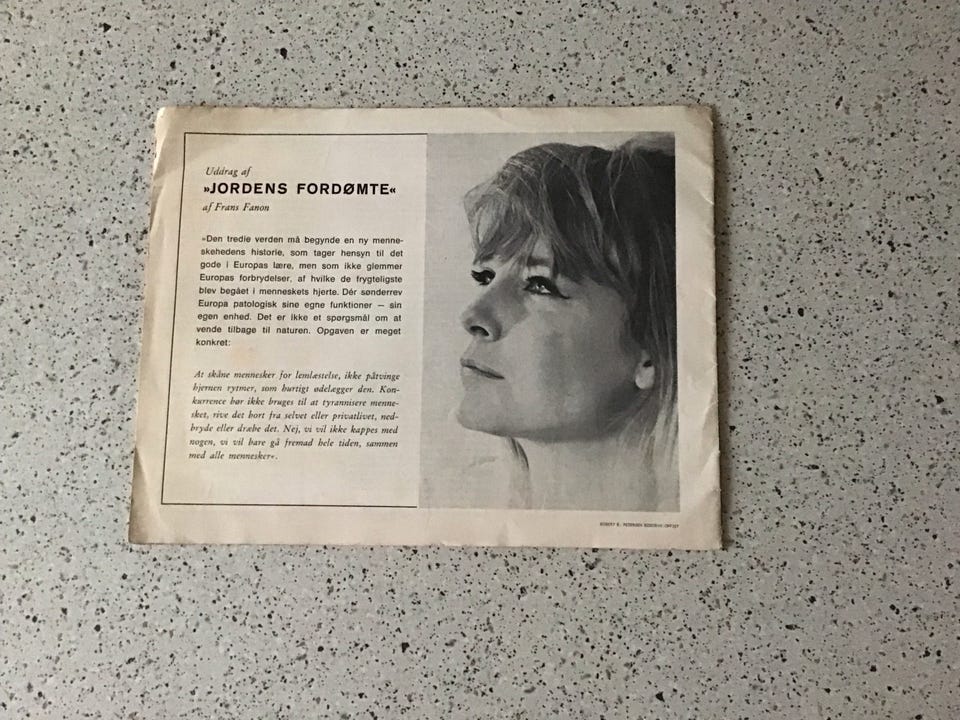 Uddrag af
»JORDENS FORDØMTE«
af Frans Fanon
»Den tredie verden må begynde en ny menne-
skehedens historie, som tager hensyn til det
gode i Europas lære, men som ikke glemmer
Europas forbrydelser, af hvilke de frygteligste
blev begået i menneskets hjerte. Dér sønderrev
Europa patologisk sine egne funktioner — sin
egen enhed. Det er ikke et spørgsmål om at
vende tilbage til naturen. Opgaven er meget
konkret:
At skåne mennesker for lemlæstelse, ikke påtvinge
hjernen rytmer, som hurtigt ødelægger den. Kon-
kurrence bør ikke bruges til at tyrannisere menne-
sket, rive det bort fra selvet eller privatlivet, ned-
bryde eller dræbe det. Nej, vi vil ikke kappes med
nogen, vi vil bare gå fremad hele tiden, sammen
med alle mennesker«.
ROBERT E. PEDERSEN